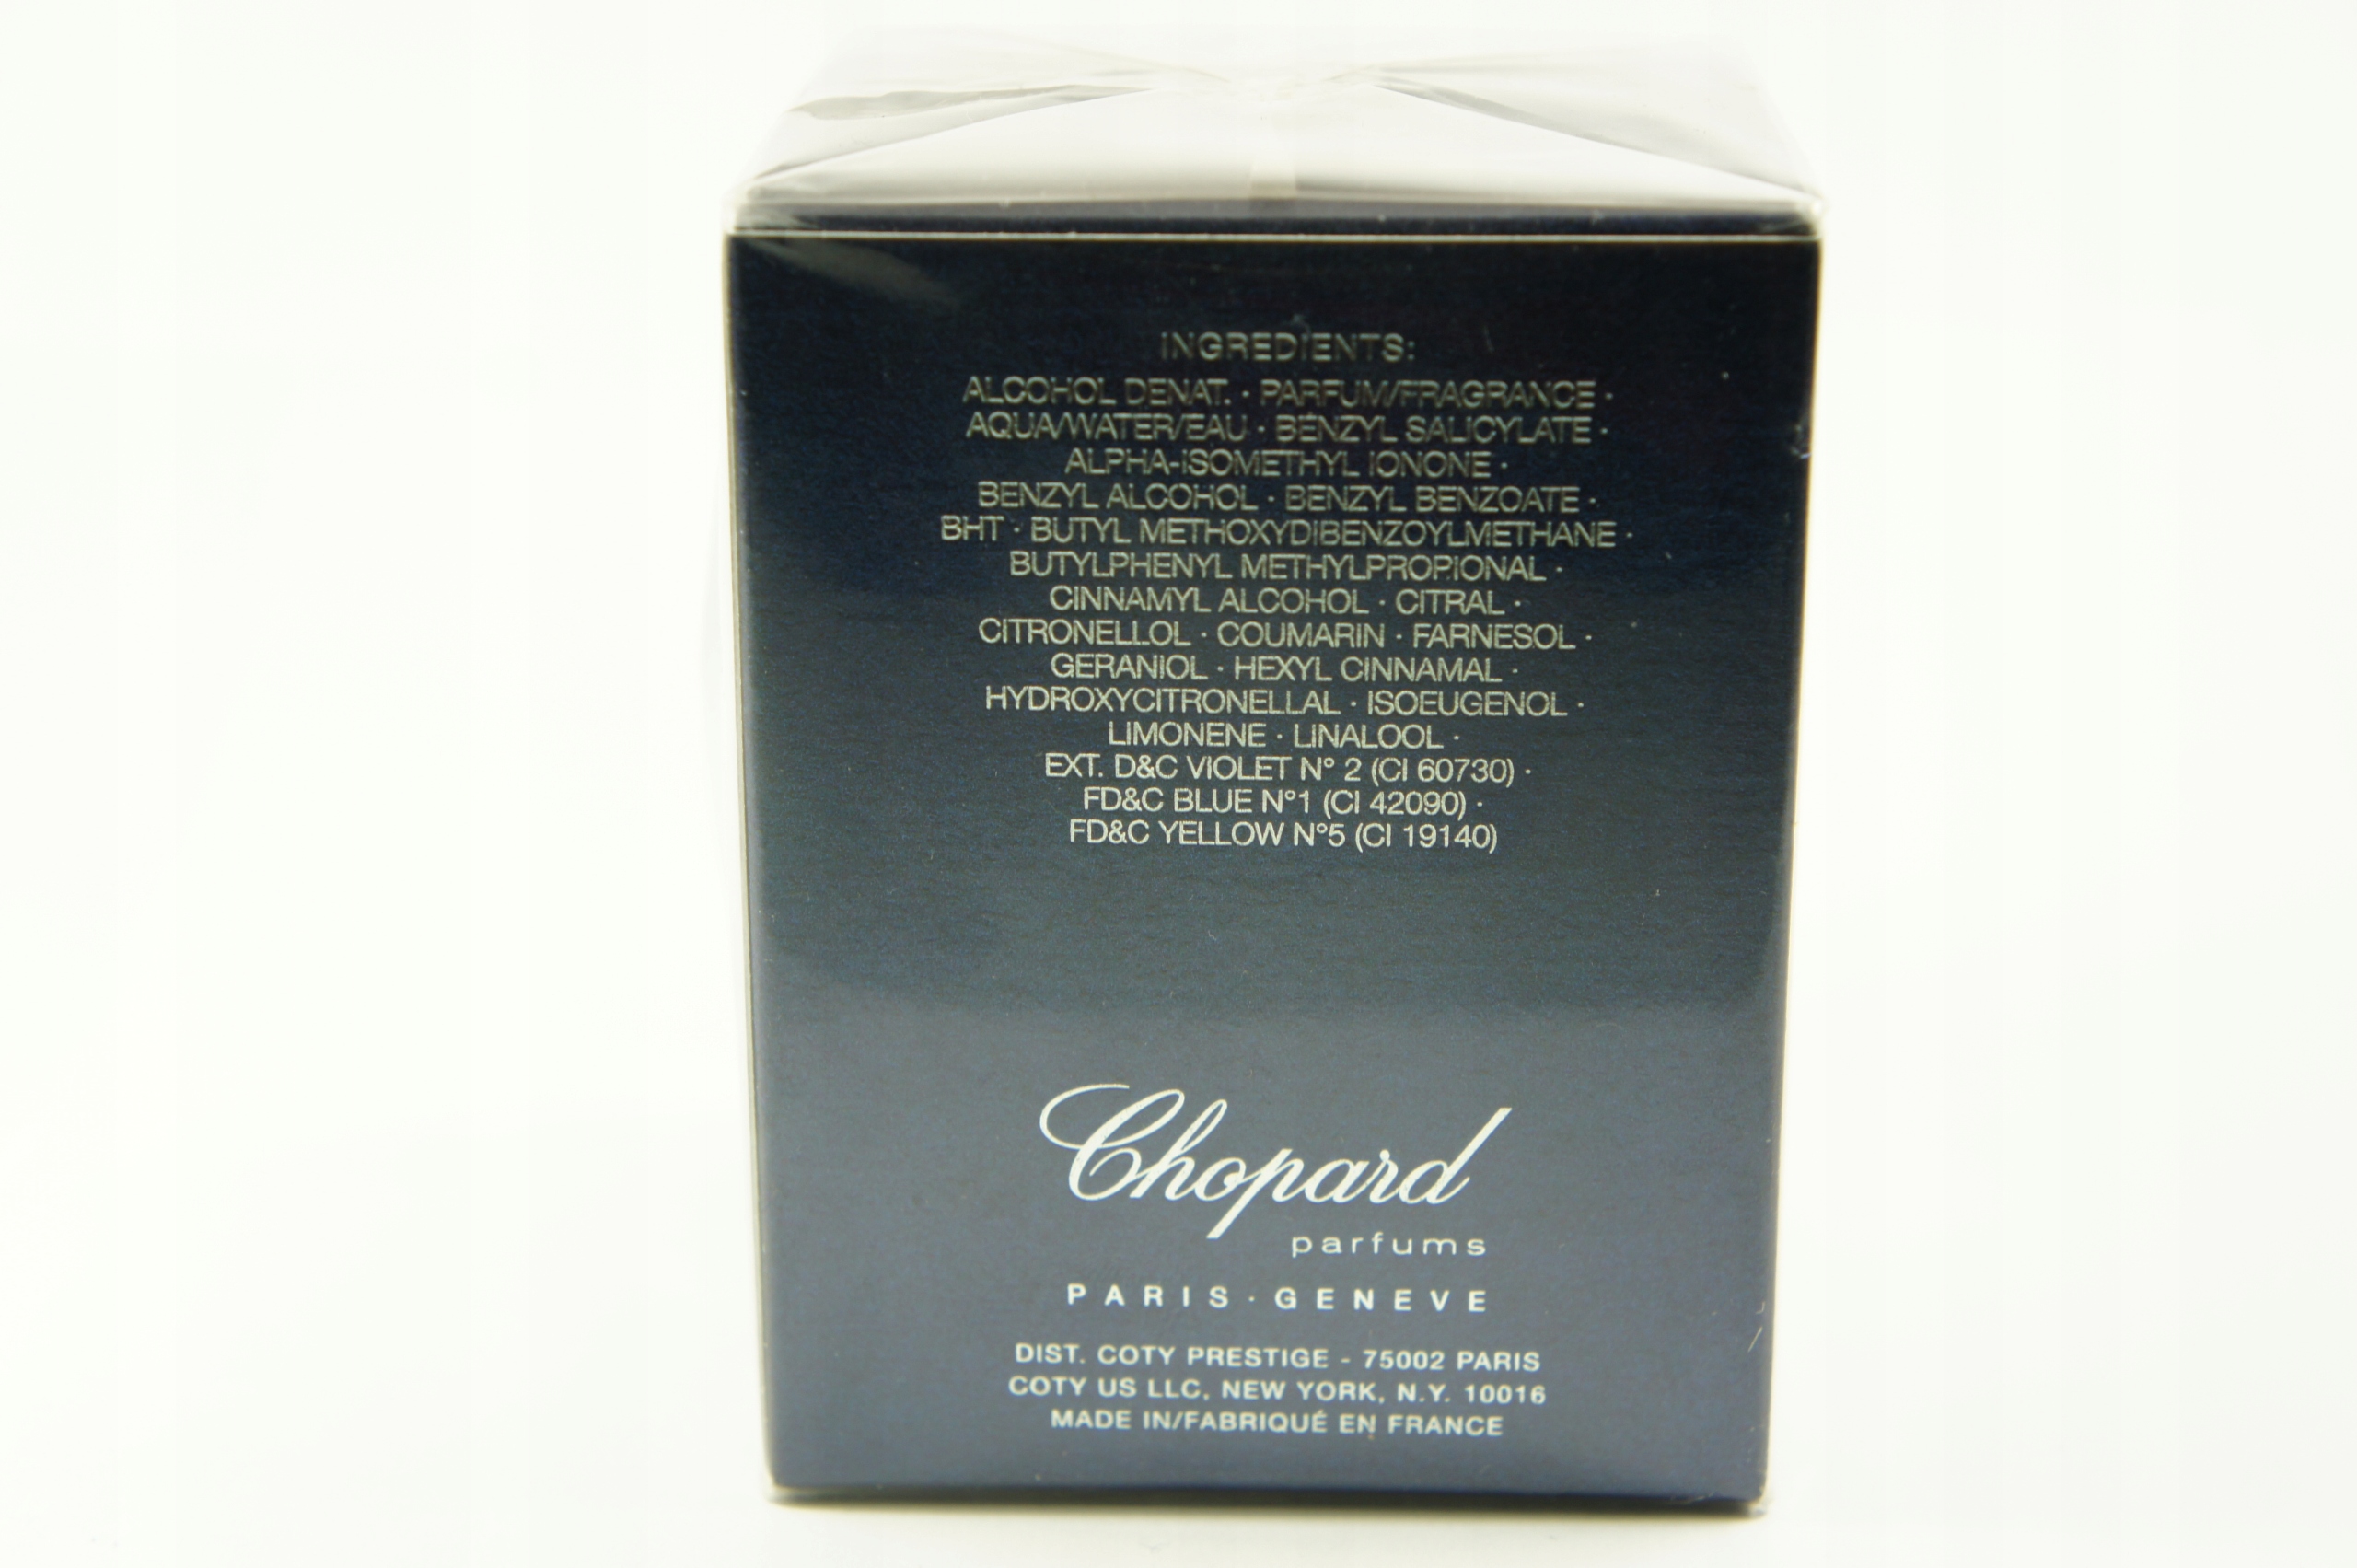 INGREDIENTS:
ALCOHOL DENAT. · PARFUM/FRAGRANCE ·
AQUA/WATER/EAU · BENZYL SALICYLATE ·
ALPHA-ISOMETHYL IONONE ·
BENZYL ALCOHOL · BENZYL BENZOATE ·
BHT · BUTYL METHOXYDIBENZOYLMETHANE ·
BUTYLPHENYL METHYLPROPIONAL ·
CINNAMYL ALCOHOL · CITRAL ·
CITRONELLOL · COUMARIN · FARNESOL ·
GERANIOL · HEXYL CINNAMAL ·
HYDROXYCITRONELLAL · ISOEUGENOL ·
LIMONENE · LINALOOL ·
EXT. D&C VIOLET N° 2 (CI 60730) ·
FD&C BLUE N°1 (CI 42090) ·
FD&C YELLOW N°5 (CI 19140)
Chopard
parfums
PARIS · GENEVE
DIST. COTY PRESTIGE - 75002 PARIS
COTY US LLC, NEW YORK, N.Y. 10016
MADE IN/FABRIQUÉ EN FRANCE